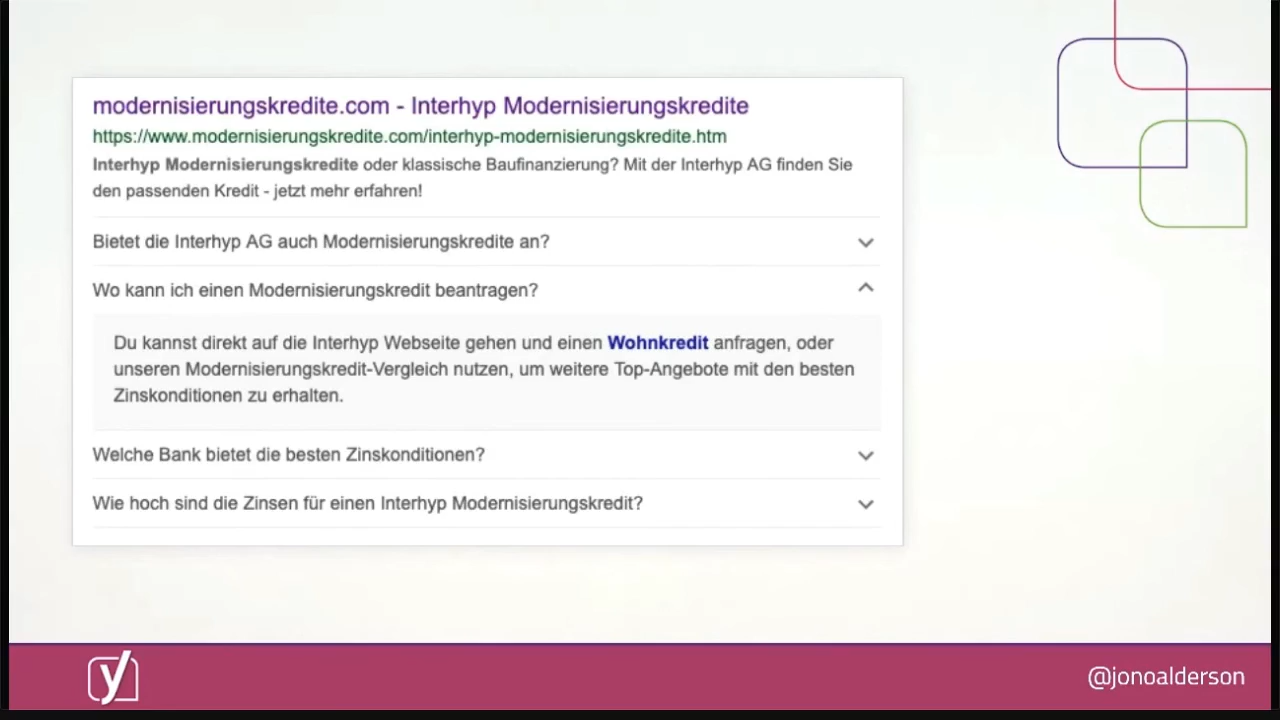 modernisierungskredite.com - Interhyp Modernisierungskredite
https://www.modernisierungskredite.com/interhyp-modernisierungskredite.htm
Interhyp Modernisierungskredite oder klassische Baufinanzierung? Mit der Interhyp AG finden Sie
den passenden Kredit - jetzt mehr erfahren!
Bietet die Interhyp AG auch Modernisierungskredite an?
Wo kann ich einen Modernisierungskredit beantragen?
Du kannst direkt auf die Interhyp Webseite gehen und einen Wohnkredit anfragen, oder
unseren Modernisierungskredit-Vergleich nutzen, um weitere Top-Angebote mit den besten
Zinskonditionen zu erhalten.
Welche Bank bietet die besten Zinskonditionen?
Wie hoch sind die Zinsen für einen Interhyp Modernisierungskredit?
y
@jonoalderson